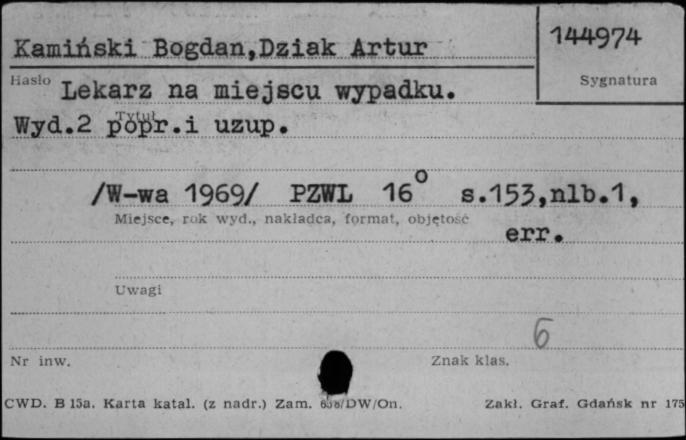 Kamiński Bogdan,Dziak Artur
144974
Hasło
Sygnatura
Lekarz na miejscu wypadku.
Tytuł
Wyd.2 popr.i uzup.
/W-wa 1969/ PZWL 16° s.153,nlb.1,
Miejsce, rok wyd., nakładca, format, objętość
err.
Uwagi
6
Nr inw.
Znak klas.
CWD. B 15a. Karta katal. (z nadr.) Zam. /DW/On.
Zakł. Graf. Gdańsk nr 175